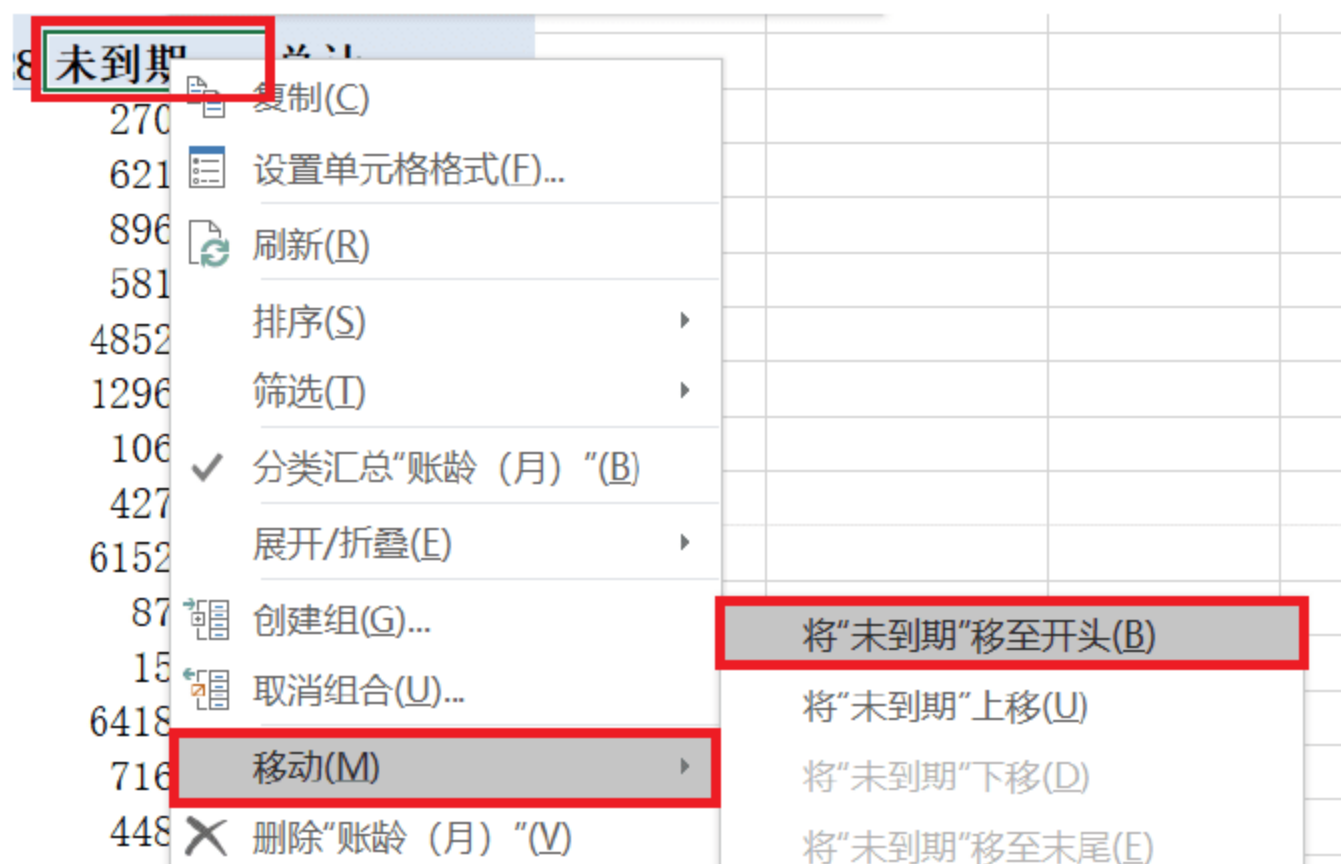 28 未到期
270
复制(C)
621
设置单元格格式(F)...
896
刷新(R)
581
4852
排序(S)
1296
筛选(T)
106
分类汇总“账龄（月）”(B)
427
6152
展开/折叠(E)
87
创建组(G)...
将“未到期”移至开头(B)
15
取消组合(U)...
6418
将“未到期”上移(U)
716
移动(M)
将“未到期”下移(D)
448
删除“账龄（月）”(V)
将“未到期”移至末尾(E)